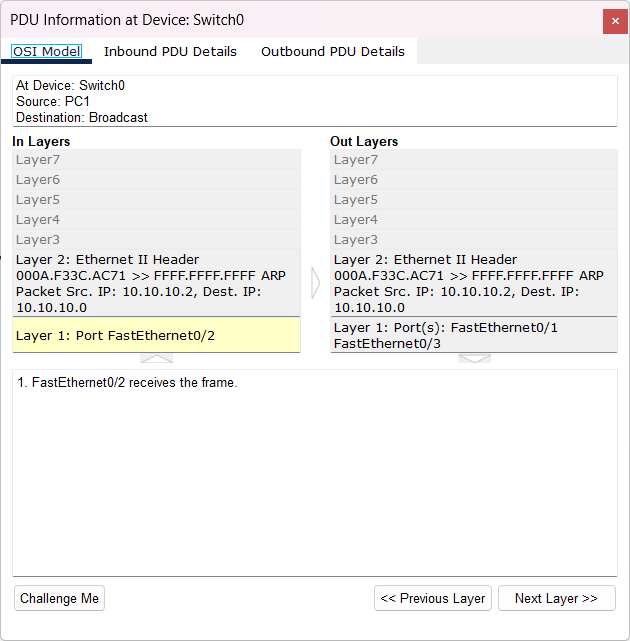 PDU Information at Device: Switch0
OSI Model Inbound PDU Details Outbound PDU Details
At Device: Switch0
Source: PC1
Destination: Broadcast
In Layers
Layer7
Layer6
Layer5
Layer4
Layer3
Layer 2: Ethernet II Header
000A.F33C.AC71 >> FFFF.FFFF.FFFF ARP
Packet Src. IP: 10.10.10.2, Dest. IP:
10.10.10.0
Layer 1: Port FastEthernet0/2
Out Layers
Layer7
Layer6
Layer5
Layer4
Layer3
Layer 2: Ethernet II Header
000A.F33C.AC71 >> FFFF.FFFF.FFFF ARP
Packet Src. IP: 10.10.10.2, Dest. IP:
10.10.10.0
Layer 1: Port(s): FastEthernet0/1
FastEthernet0/3
1. FastEthernet0/2 receives the frame.
Challenge Me << Previous Layer Next Layer >>